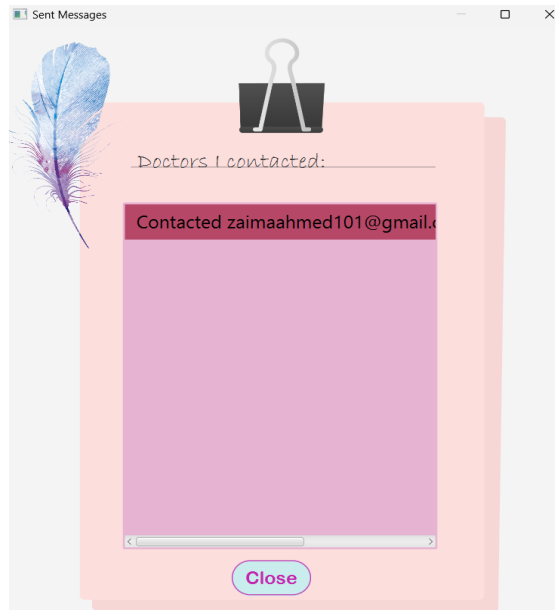 Sent Messages
Doctors I contacted:
Contacted zaimaahmed101@gmail.
Close